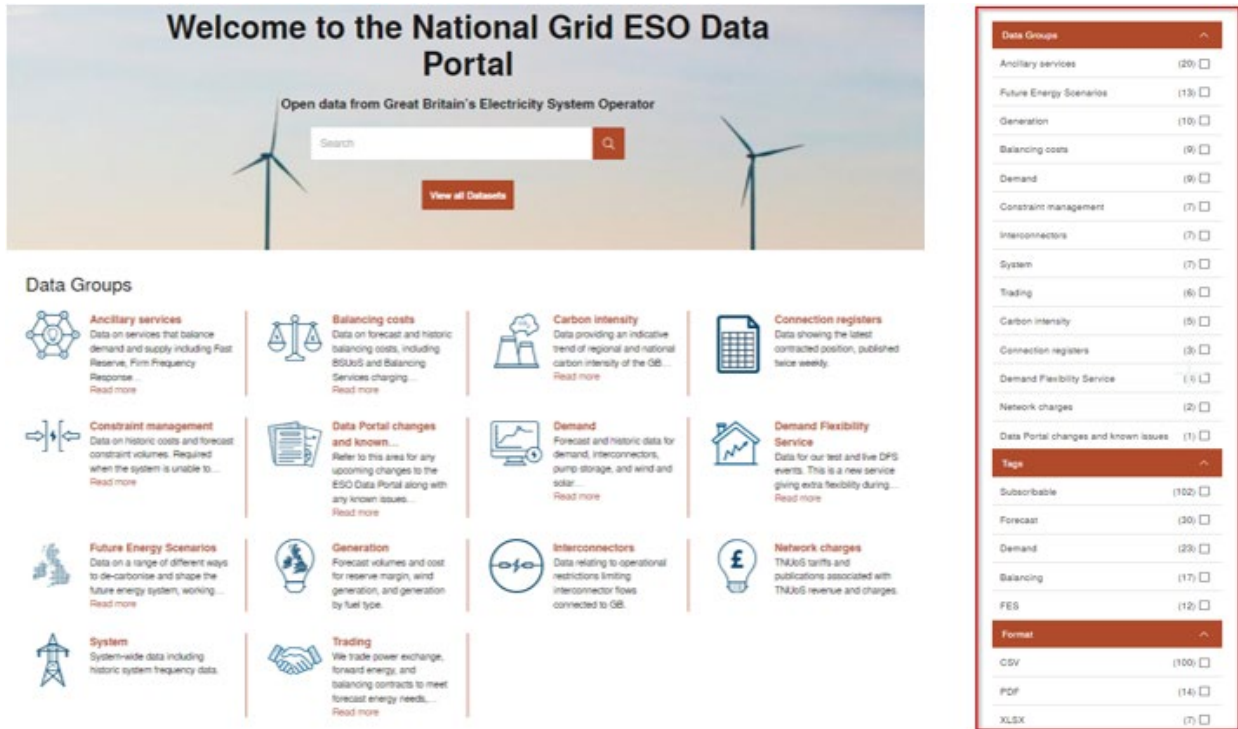 Welcome to the National Grid ESO Data
Portal
Open data from Great Britain's Electricity System Operator
Search
View all Datasets
Data Groups
Ancillary services
Data on services that balance
demand and supply including Fast
Reserve, Firm Frequency
Response...
Read more
Balancing costs
Data on forecast and historic
balancing costs, including
BSUoS and Balancing
Services charging...
Read more
Carbon intensity
Data providing an indicative
trend of regional and national
carbon intensity of the GB...
Read more
Connection registers
Data showing the latest
contracted position, published
twice weekly.
Constraint management
Data on historic costs and forecast
constraint volumes. Required
when the system is unable to...
Read more
Data Portal changes
and known...
Refer to this area for any
upcoming changes to the
ESO Data Portal along with
any known issues...
Read more
Demand
Forecast and historic data for
demand, interconnectors,
pump storage, and wind and
solar...
Read more
Demand Flexibility
Service
Data for our test and live DFS
events. This is a new service
giving extra flexibility during...
Read more
Future Energy Scenarios
Data on a range of different ways
to de-carbonise and shape the
future energy system, working...
Read more
Generation
Forecast volumes and cost
for reserve margin, wind
generation, and generation
by fuel type.
Interconnectors
Data relating to operational
restrictions limiting
interconnector flows
connected to GB.
Network charges
TNUoS tariffs and
publications associated with
TNUoS revenue and charges.
System
System-wide data including
historic system frequency data.
Trading
We trade power exchange,
forward energy, and
balancing contracts to meet
forecast energy needs,...
Read more
Data Groups
Ancillary services (20)
Future Energy Scenarios (13)
Generation (10)
Balancing costs (9)
Demand (9)
Constraint management (7)
Interconnectors (7)
System (7)
Trading (6)
Carbon intensity (5)
Connection registers (3)
Demand Flexibility Service
Network charges (2)
Data Portal changes and known issues (1)
Tags
Subscribable (102)
Forecast (30)
Demand (23)
Balancing (17)
FES (12)
Format
CSV (100)
PDF (14)
XLSX (7)